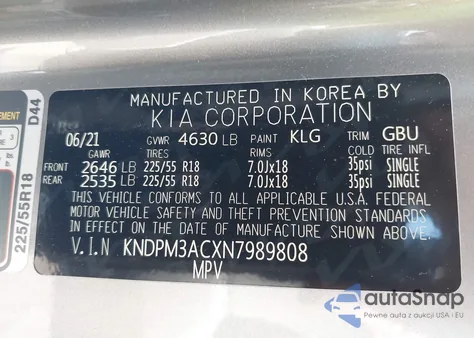 MANUFACTURED IN KOREA BY
KIA CORPORATION
06/21 GVWR 4630 LB PAINT KLG TRIM GBU
GAWR TIRES RIMS COLD TIRE INFL
FRONT 2646 LB 225/55 R18 7.0Jx18 35psi SINGLE
REAR 2535 LB 225/55 R18 7.0Jx18 35psi SINGLE
THIS VEHICLE CONFORMS TO ALL APPLICABLE U.S.A. FEDERAL
MOTOR VEHICLE SAFETY AND THEFT PREVENTION STANDARDS
IN EFFECT ON THE DATE OF MANUFACTURE SHOWN ABOVE.
V.I.N KNDPM3ACXN7989808
MPV
D44
225/55R18
autoSnap
Pewne auta z aukcji USA i EU